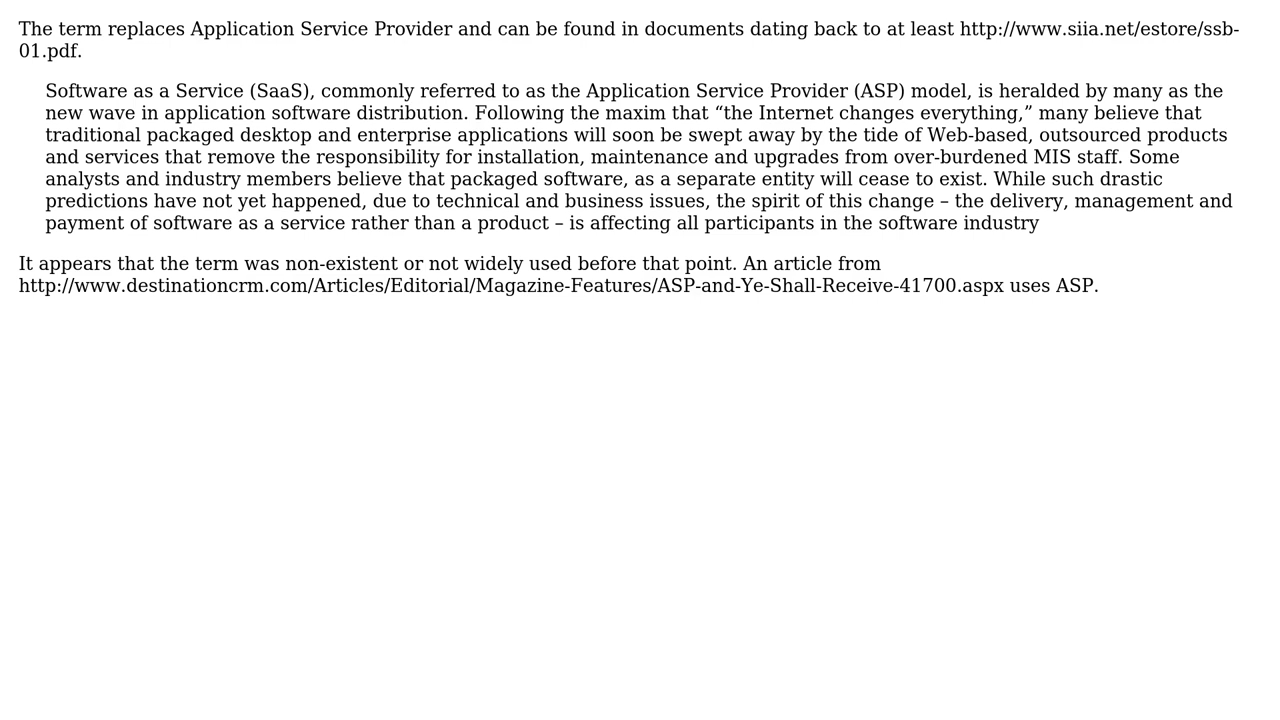 The term replaces Application Service Provider and can be found in documents dating back to at least http://www.siia.net/estore/ssb-
01.pdf.
Software as a Service (SaaS), commonly referred to as the Application Service Provider (ASP) model, is heralded by many as the
new wave in application software distribution. Following the maxim that “the Internet changes everything,” many believe that
traditional packaged desktop and enterprise applications will soon be swept away by the tide of Web-based, outsourced products
and services that remove the responsibility for installation, maintenance and upgrades from over-burdened MIS staff. Some
analysts and industry members believe that packaged software, as a separate entity will cease to exist. While such drastic
predictions have not yet happened, due to technical and business issues, the spirit of this change – the delivery, management and
payment of software as a service rather than a product – is affecting all participants in the software industry
It appears that the term was non-existent or not widely used before that point. An article from
http://www.destinationcrm.com/Articles/Editorial/Magazine-Features/ASP-and-Ye-Shall-Receive-41700.aspx uses ASP.